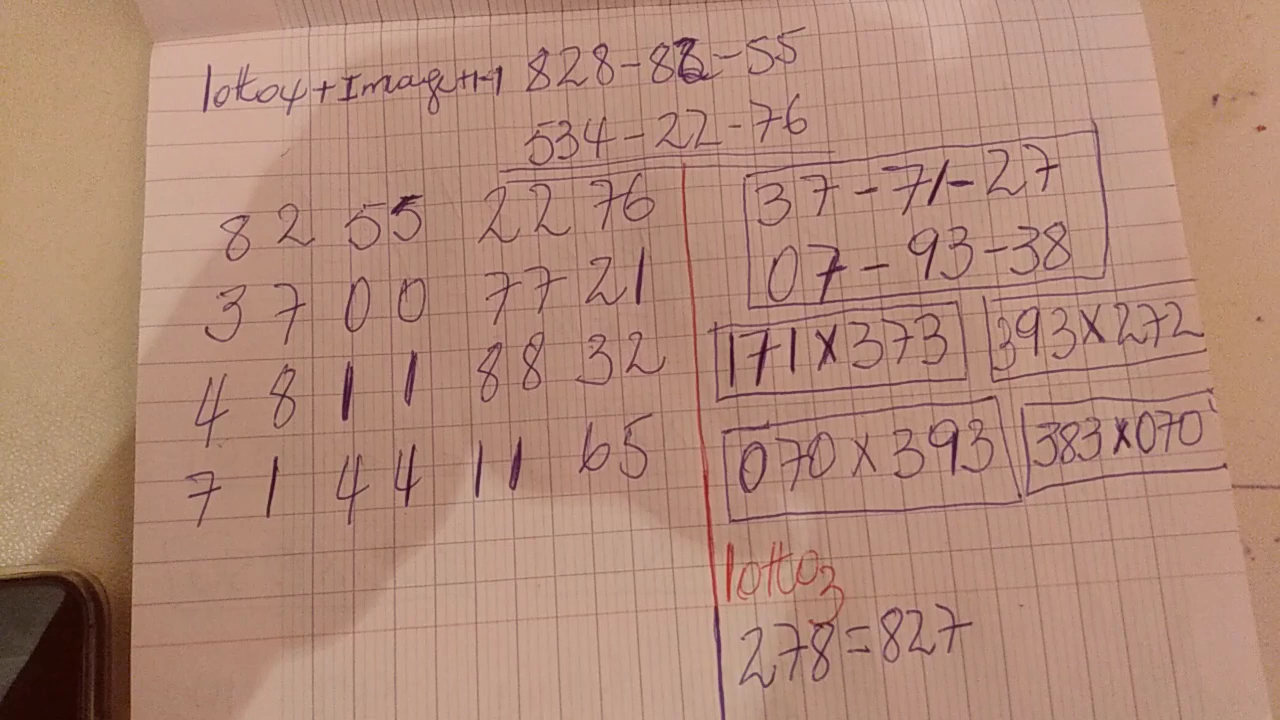 lotto4+Image+1-1 828-82-55
534-22-76
82 55 22 76
37 00 77 21
48 11 88 32
71 44 11 65
37-71-27
07-93-38
171x373
393x272
070x393
383x070
lotto3
278=827